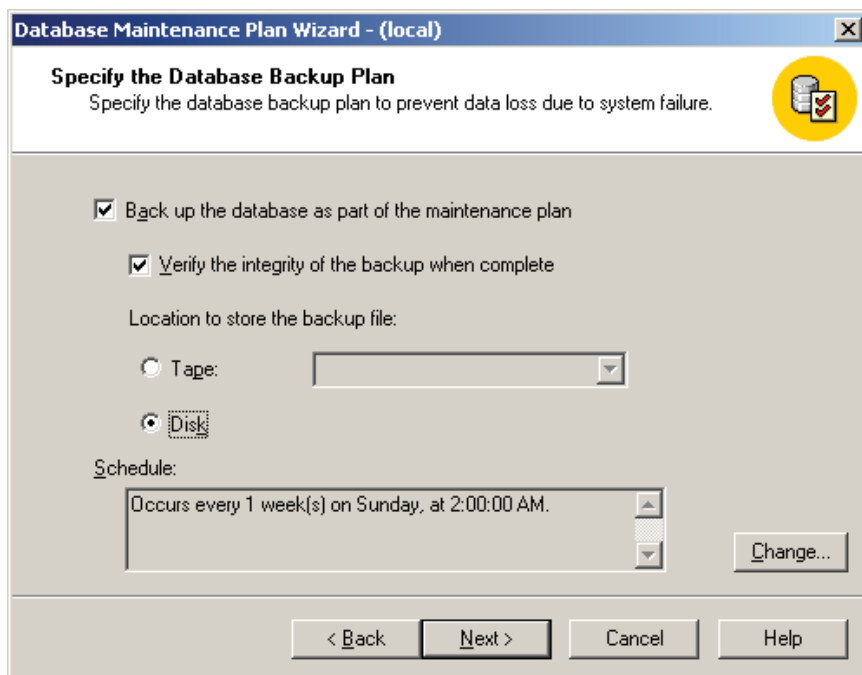 Database Maintenance Plan Wizard - (local)
Specify the Database Backup Plan
Specify the database backup plan to prevent data loss due to system failure.
Back up the database as part of the maintenance plan
Verify the integrity of the backup when complete
Location to store the backup file:
Tape:
Disk
Schedule:
Occurs every 1 week(s) on Sunday, at 2:00:00 AM.
Change...
< Back Next > Cancel Help